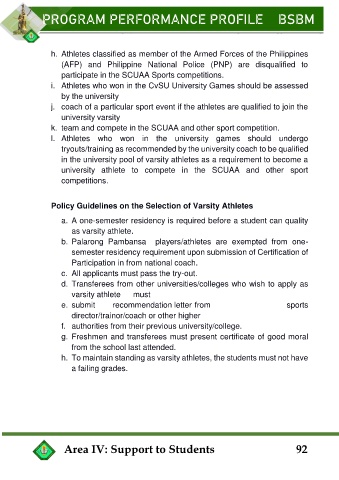 PROGRAM PERFORMANCE PROFILE BSBM
h. Athletes classified as member of the Armed Forces of the Philippines
(AFP) and Philippine National Police (PNP) are disqualified to
participate in the SCUAA Sports competitions.
i. Athletes who won in the CvSU University Games should be assessed
by the university
j. coach of a particular sport event if the athletes are qualified to join the
university varsity
k. team and compete in the SCUAA and other sport competition.
l. Athletes who won in the university games should undergo
tryouts/training as recommended by the university coach to be qualified
in the university pool of varsity athletes as a requirement to become a
university athlete to compete in the SCUAA and other sport
competitions.
Policy Guidelines on the Selection of Varsity Athletes
a. A one-semester residency is required before a student can quality
as varsity athlete.
b. Palarong Pambansa players/athletes are exempted from one-
semester residency requirement upon submission of Certification of
Participation in from national coach.
c. All applicants must pass the try-out.
d. Transferees from other universities/colleges who wish to apply as
varsity athlete must
e. submit recommendation letter from sports
director/trainor/coach or other higher
f. authorities from their previous university/college.
g. Freshmen and transferees must present certificate of good moral
from the school last attended.
h. To maintain standing as varsity athletes, the students must not have
a failing grades.
Area IV: Support to Students 92